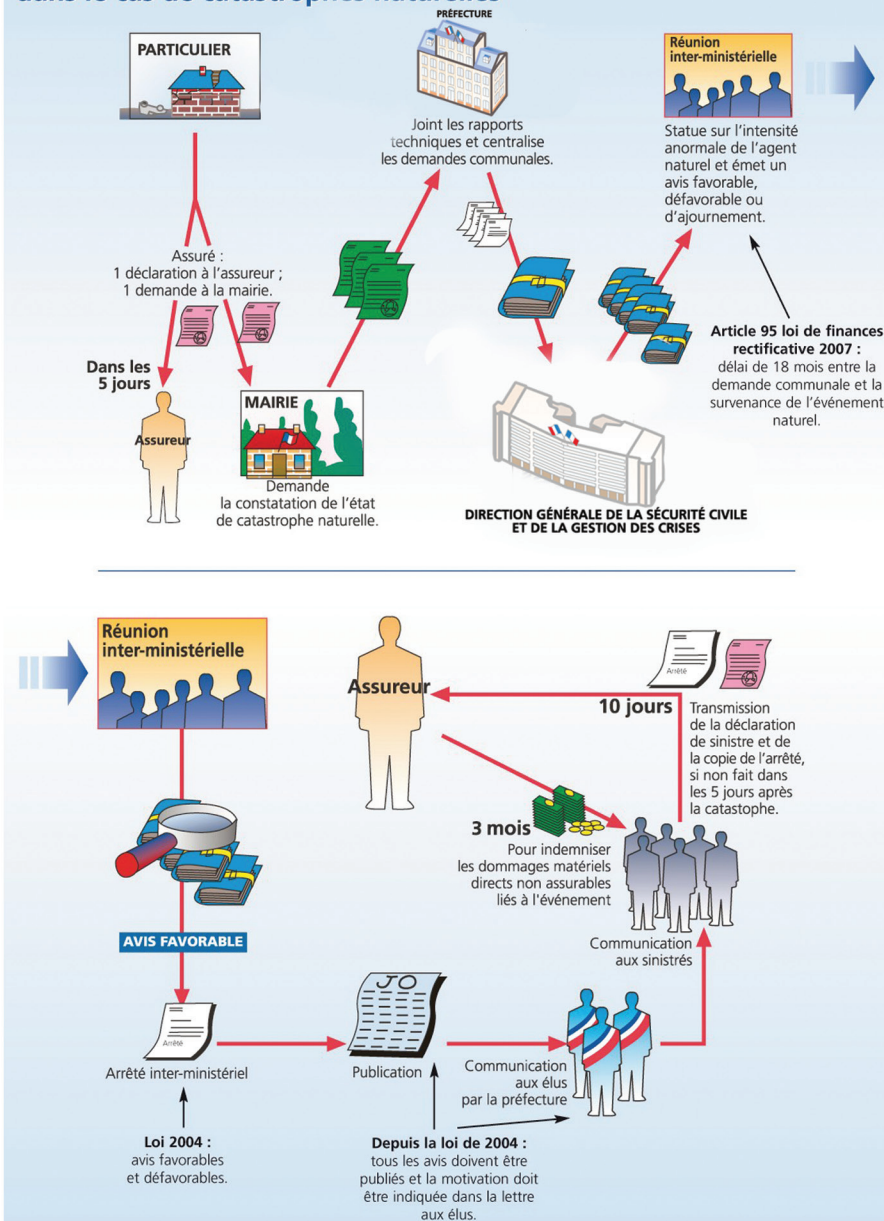 dans le cas de catastrophes naturelles
PARTICULIER
PRÉFECTURE
Réunion
inter-ministérielle
Joint les rapports
techniques et centralise
les demandes communales.
Statue sur l'intensité
anormale de l'agent
naturel et émet un
avis favorable,
défavorable ou
d'ajournement.
Assuré :
1 déclaration à l'assureur ;
1 demande à la mairie.
Dans les
5 jours
Assureur
MAIRIE
Demande
la constatation de l'état
de catastrophe naturelle.
Article 95 loi de finances
rectificative 2007 :
délai de 18 mois entre la
demande communale et la
survenance de l'événement
naturel.
DIRECTION GÉNÉRALE DE LA SÉCURITÉ CIVILE
ET DE LA GESTION DES CRISES
Réunion
inter-ministérielle
Assureur
Arrêté
10 jours
Transmission
de la déclaration
de sinistre et de
la copie de l'arrêté,
si non fait dans
les 5 jours après
la catastophe.
3 mois
Pour indemniser
les dommages matériels
directs non assurables
liés à l'événement
Communication
aux sinistrés
AVIS FAVORABLE
Arrêté
Arrêté inter-ministériel
JO
Publication
Communication
aux élus
par la préfecture
Loi 2004 :
avis favorables
et défavorables.
Depuis la loi de 2004 :
tous les avis doivent être
publiés et la motivation doit
être indiquée dans la lettre
aux élus.